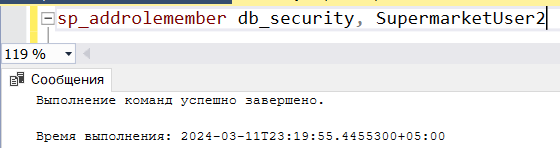 sp_addrolemember db_security, SupermarketUser2
119 %
Сообщения
Выполнение команд успешно завершено.
Время выполнения: 2024-03-11T23:19:55.4455300+05:00